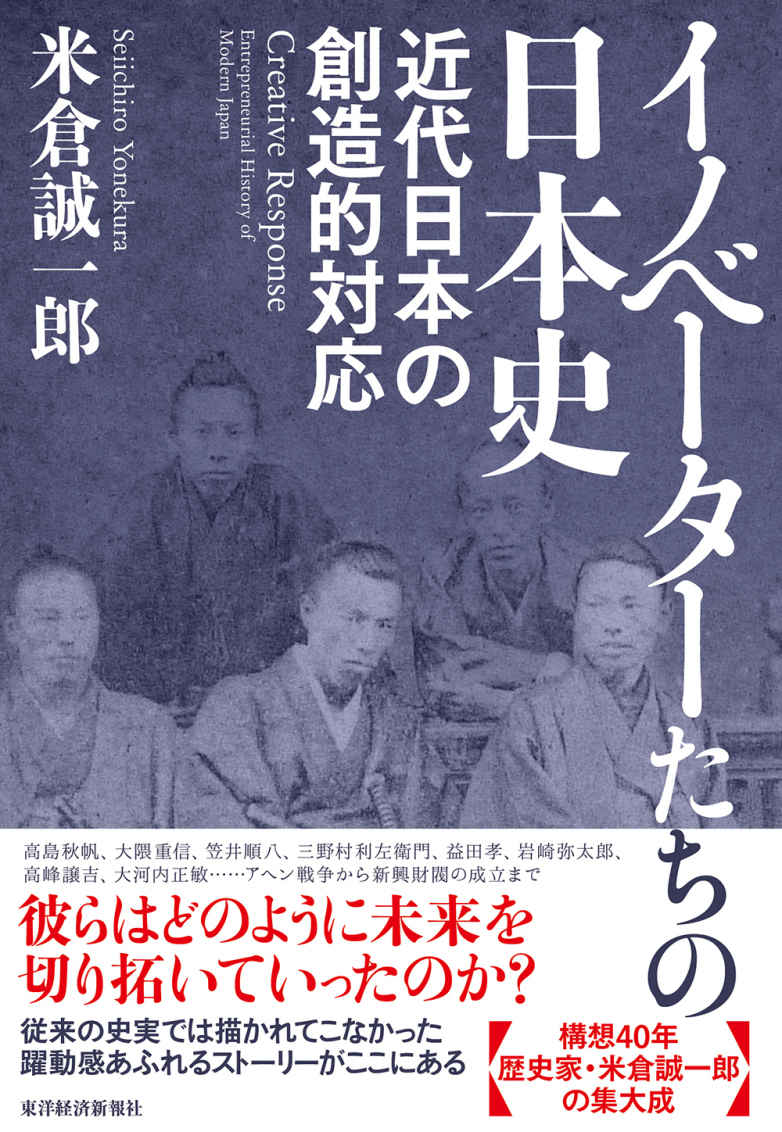 イノベーターたちの
日本史
近代日本の
創造的対応
Creative Response
Entrepreneurial History of
Modern Japan
Seiichiro Yonekura
米倉誠一郎
高島秋帆、大隈重信、笠井順八、三野村利左衛門、益田孝、岩崎弥太郎、
高峰譲吉、大河内正敏……アヘン戦争から新興財閥の成立まで
彼らはどのように未来を
切り拓いていったのか?
従来の史実では描かれてこなかった
躍動感あふれるストーリーがここにある
構想40年
歴史家・米倉誠一郎
の集大成
東洋経済新報社